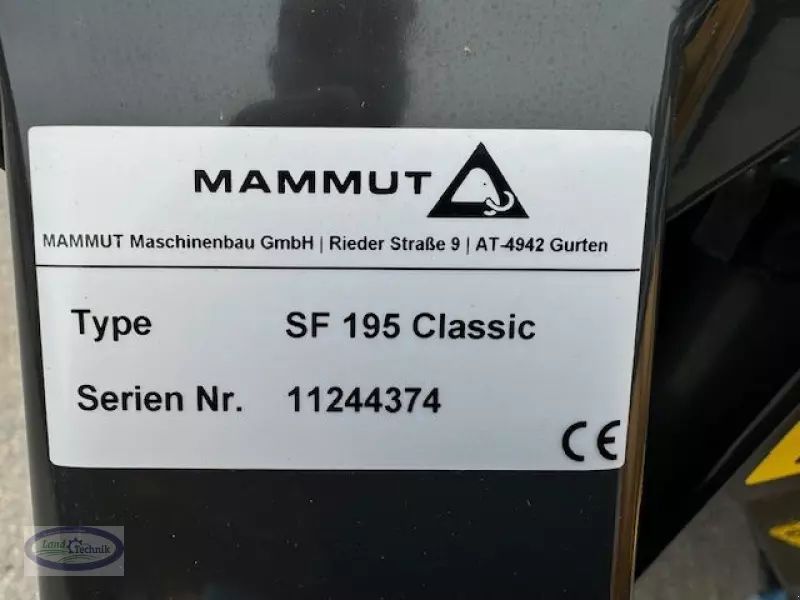 MAMMUT
MAMMUT Maschinenbau GmbH | Rieder Straße 9 | AT-4942 Gurten
Type SF 195 Classic
Serien Nr. 11244374
CE
Land Technik